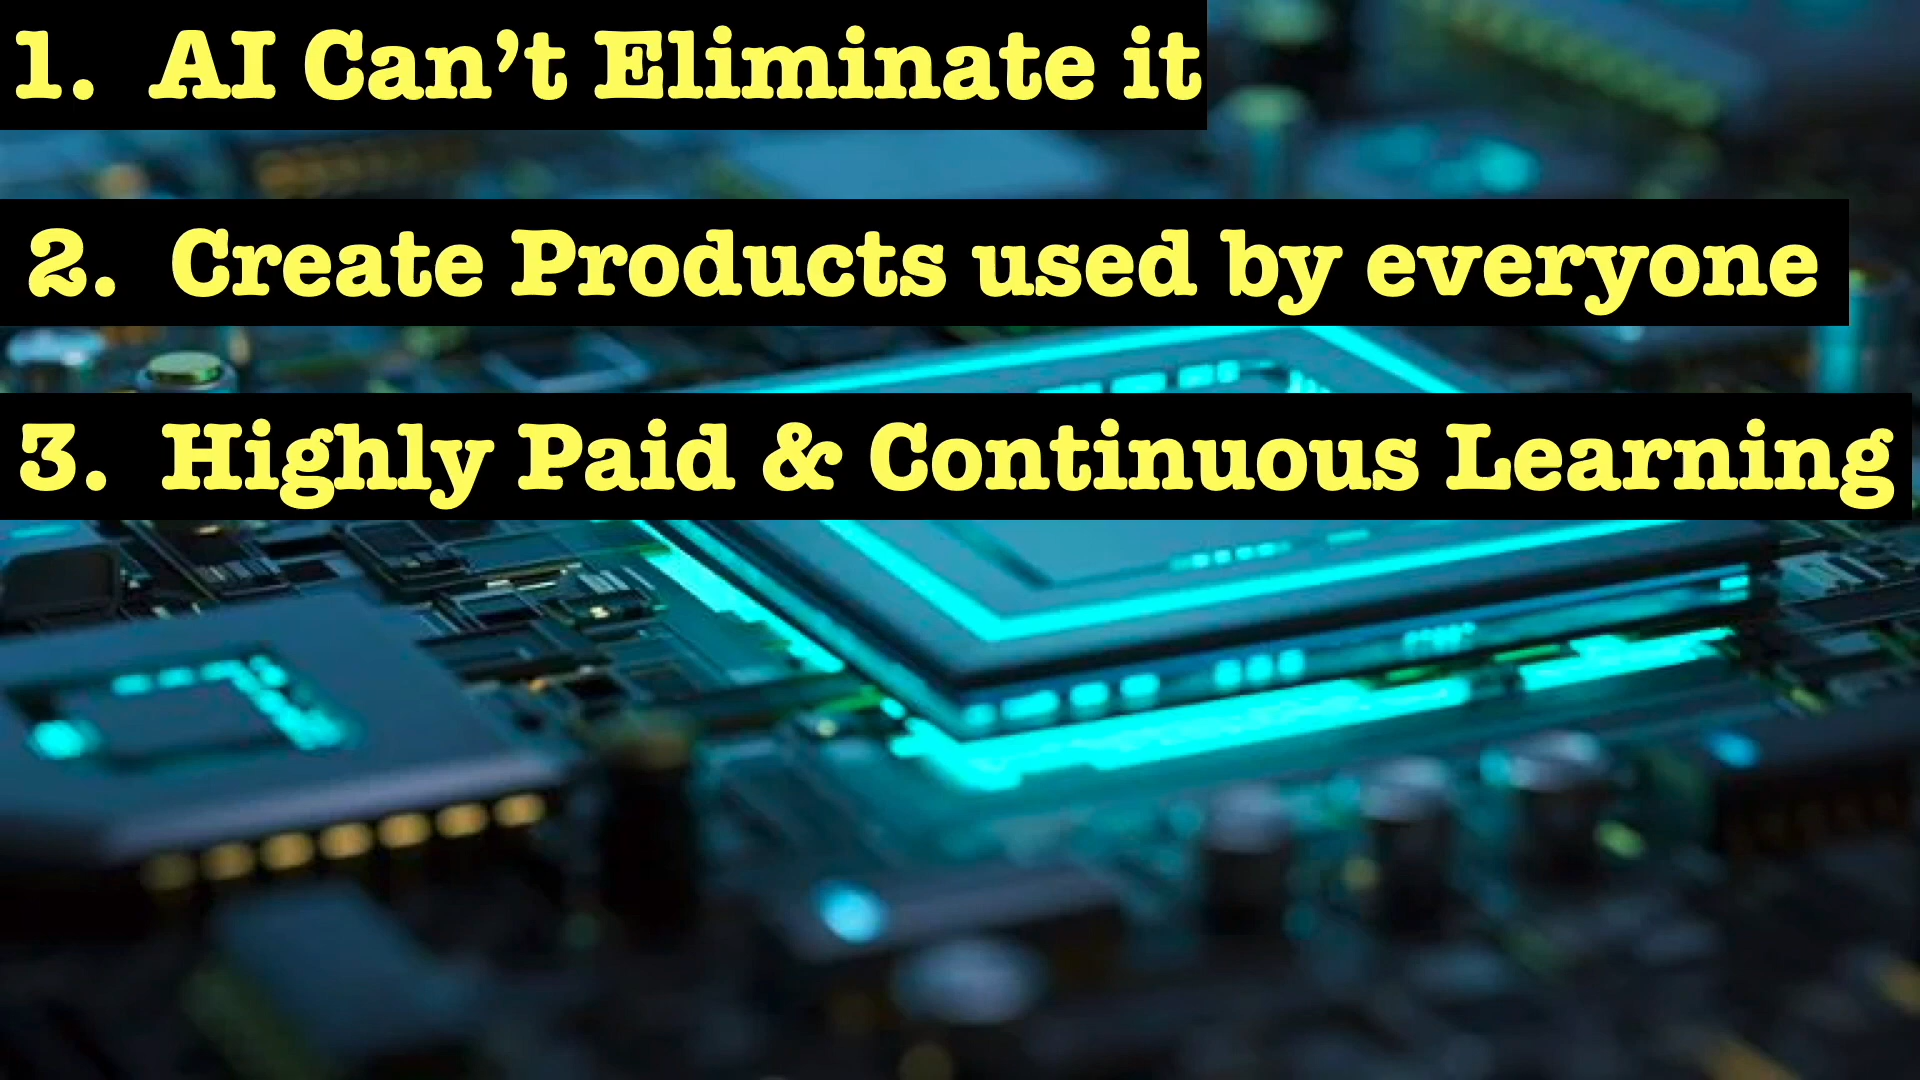 1. AI Can’t Eliminate it
2. Create Products used by everyone
3. Highly Paid & Continuous Learning